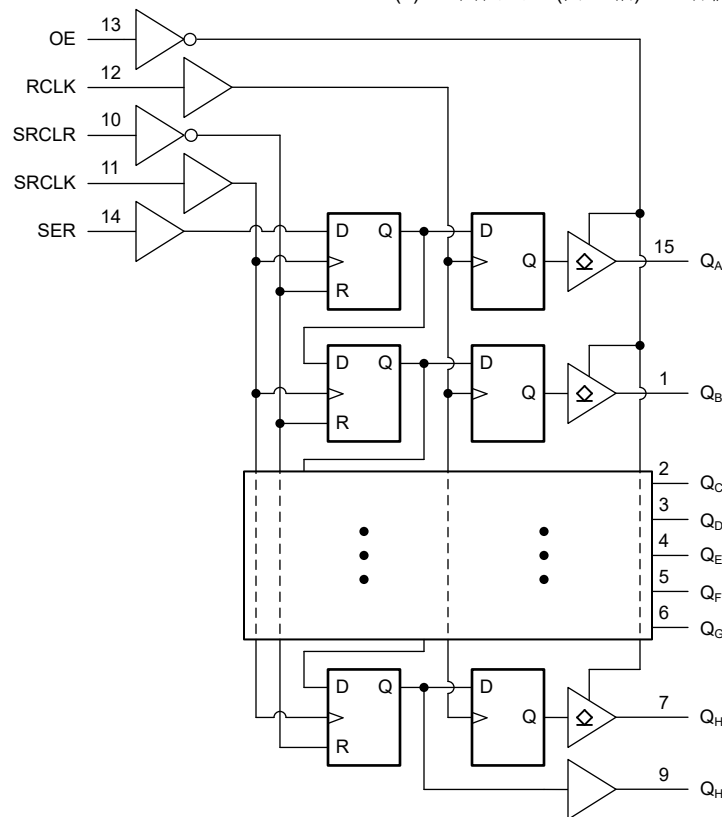 OE 13
RCLK 12
SRCLR 10
SRCLK 11
SER 14
D Q D
R Q 15 QA
D Q D
R Q 1 QB
2 QC
3 QD
4 QE
5 QF
6 QG
D Q D
R Q 7 QH
9 QH